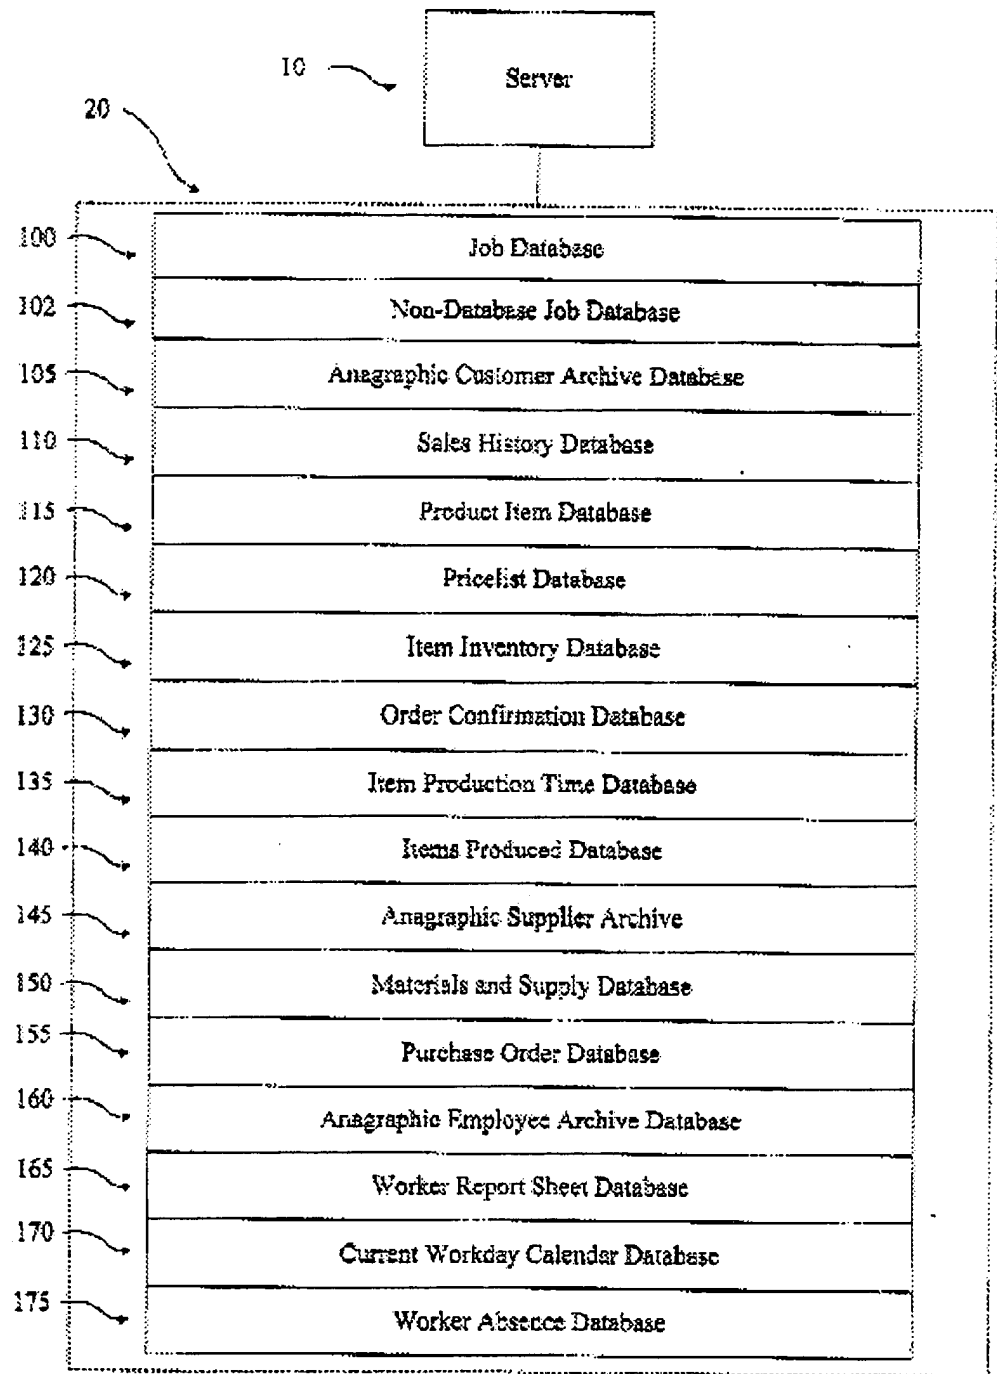 10
Server
20
100
Job Database
102
Non-Database Job Database
105
Anagraphic Customer Archive Database
110
Sales History Database
115
Product Item Database
120
Pricelist Database
125
Item Inventory Database
130
Order Confirmation Database
135
Item Production Time Database
140
Items Produced Database
145
Anagraphic Supplier Archive
150
Materials and Supply Database
155
Purchase Order Database
160
Anagraphic Employee Archive Database
165
Worker Report Sheet Database
170
Current Workday Calendar Database
175
Worker Absence Database